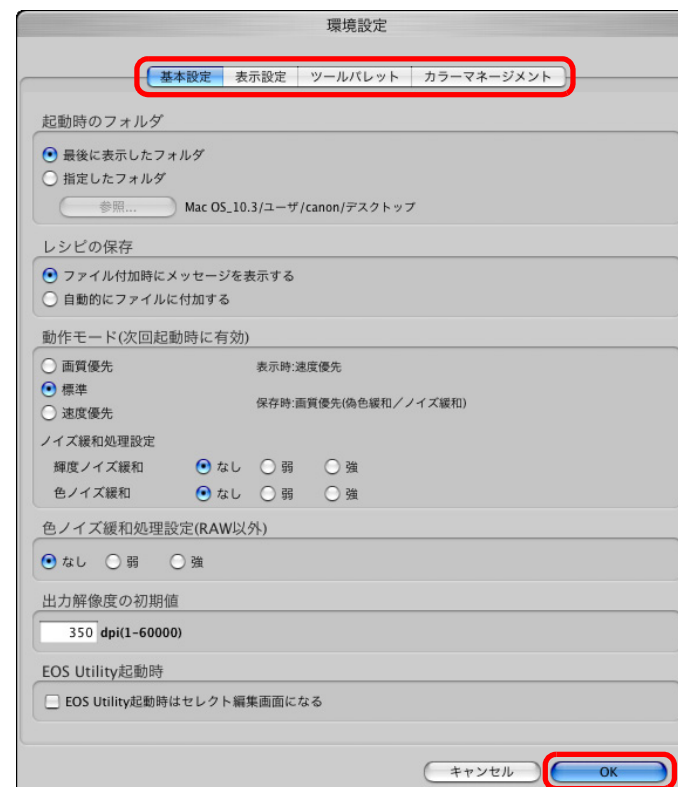 環境設定
基本設定 表示設定 ツールパレット カラーマネージメント
起動時のフォルダ
最後に表示したフォルダ
指定したフォルダ
参照... Mac OS_10.3/ユーザ/canon/デスクトップ
レシピの保存
ファイル付加時にメッセージを表示する
自動的にファイルに付加する
動作モード(次回起動時に有効)
画質優先 表示時:速度優先
標準
保存時:画質優先(偽色緩和／ノイズ緩和)
速度優先
ノイズ緩和処理設定
輝度ノイズ緩和 なし 弱 強
色ノイズ緩和 なし 弱 強
色ノイズ緩和処理設定(RAW以外)
なし 弱 強
出力解像度の初期値
350 dpi(1-60000)
EOS Utility起動時
EOS Utility起動時はセレクト編集画面になる
キャンセル OK